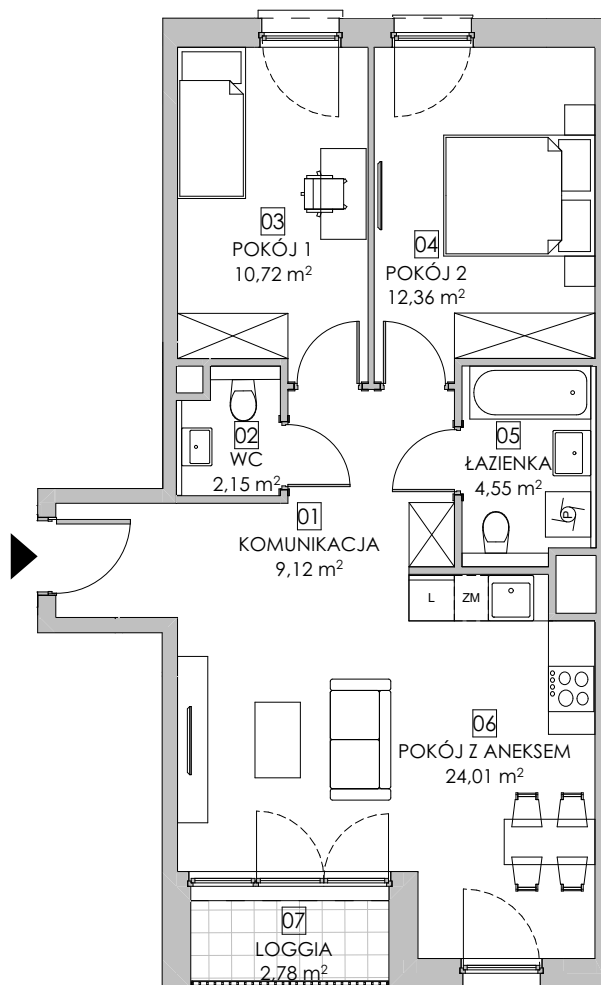 03
POKÓJ 1
10,72 m²
04
POKÓJ 2
12,36 m²
02
WC
2,15 m²
05
ŁAZIENKA
4,55 m²
P
01
KOMUNIKACJA
9,12 m²
L
ZM
06
POKÓJ Z ANEKSEM
24,01 m²
07
LOGGIA
2,78 m²